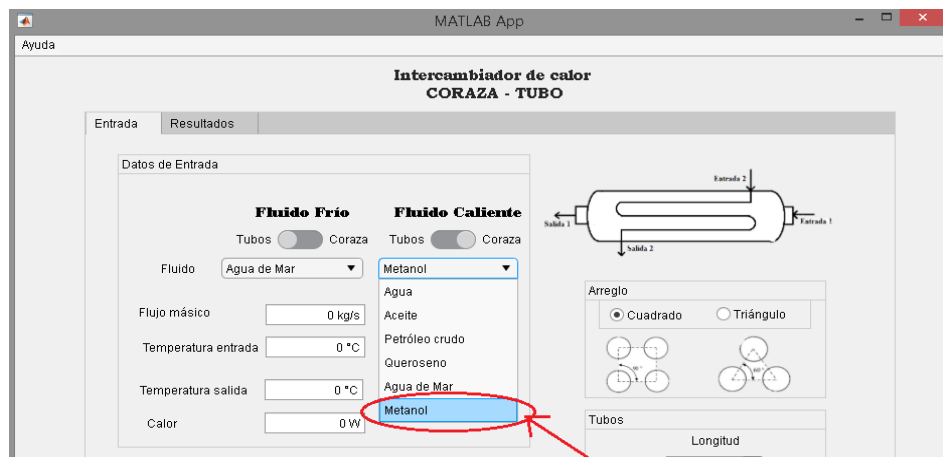 MATLAB App
Ayuda
Intercambiador de calor
CORAZA - TUBO
Entrada Resultados
Datos de Entrada
Fluido Frío Fluido Caliente
Tubos Coraza Tubos Coraza
Fluido Agua de Mar Metanol
Agua
Aceite
Petróleo crudo
Queroseno
Agua de Mar
Metanol
Flujo másico 0 kg/s
Temperatura entrada 0 °C
Temperatura salida 0 °C
Calor 0 W
Entrada 2
Salida 1 Entrada 1
Salida 2
Arreglo
Cuadrado Triángulo
90 ° 60 °
Tubos
Longitud